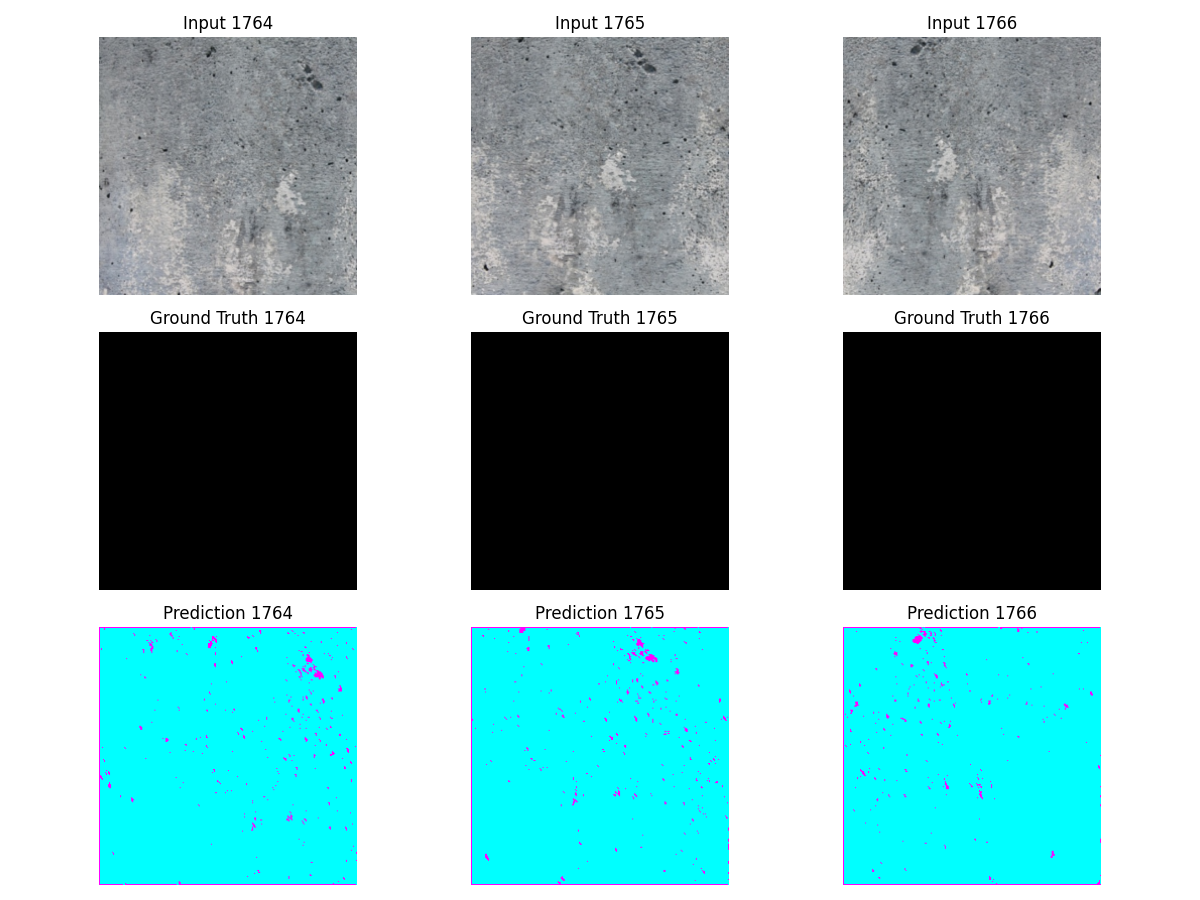 Input 1764
Input 1765
Input 1766
Ground Truth 1764
Ground Truth 1765
Ground Truth 1766
Prediction 1764
Prediction 1765
Prediction 1766